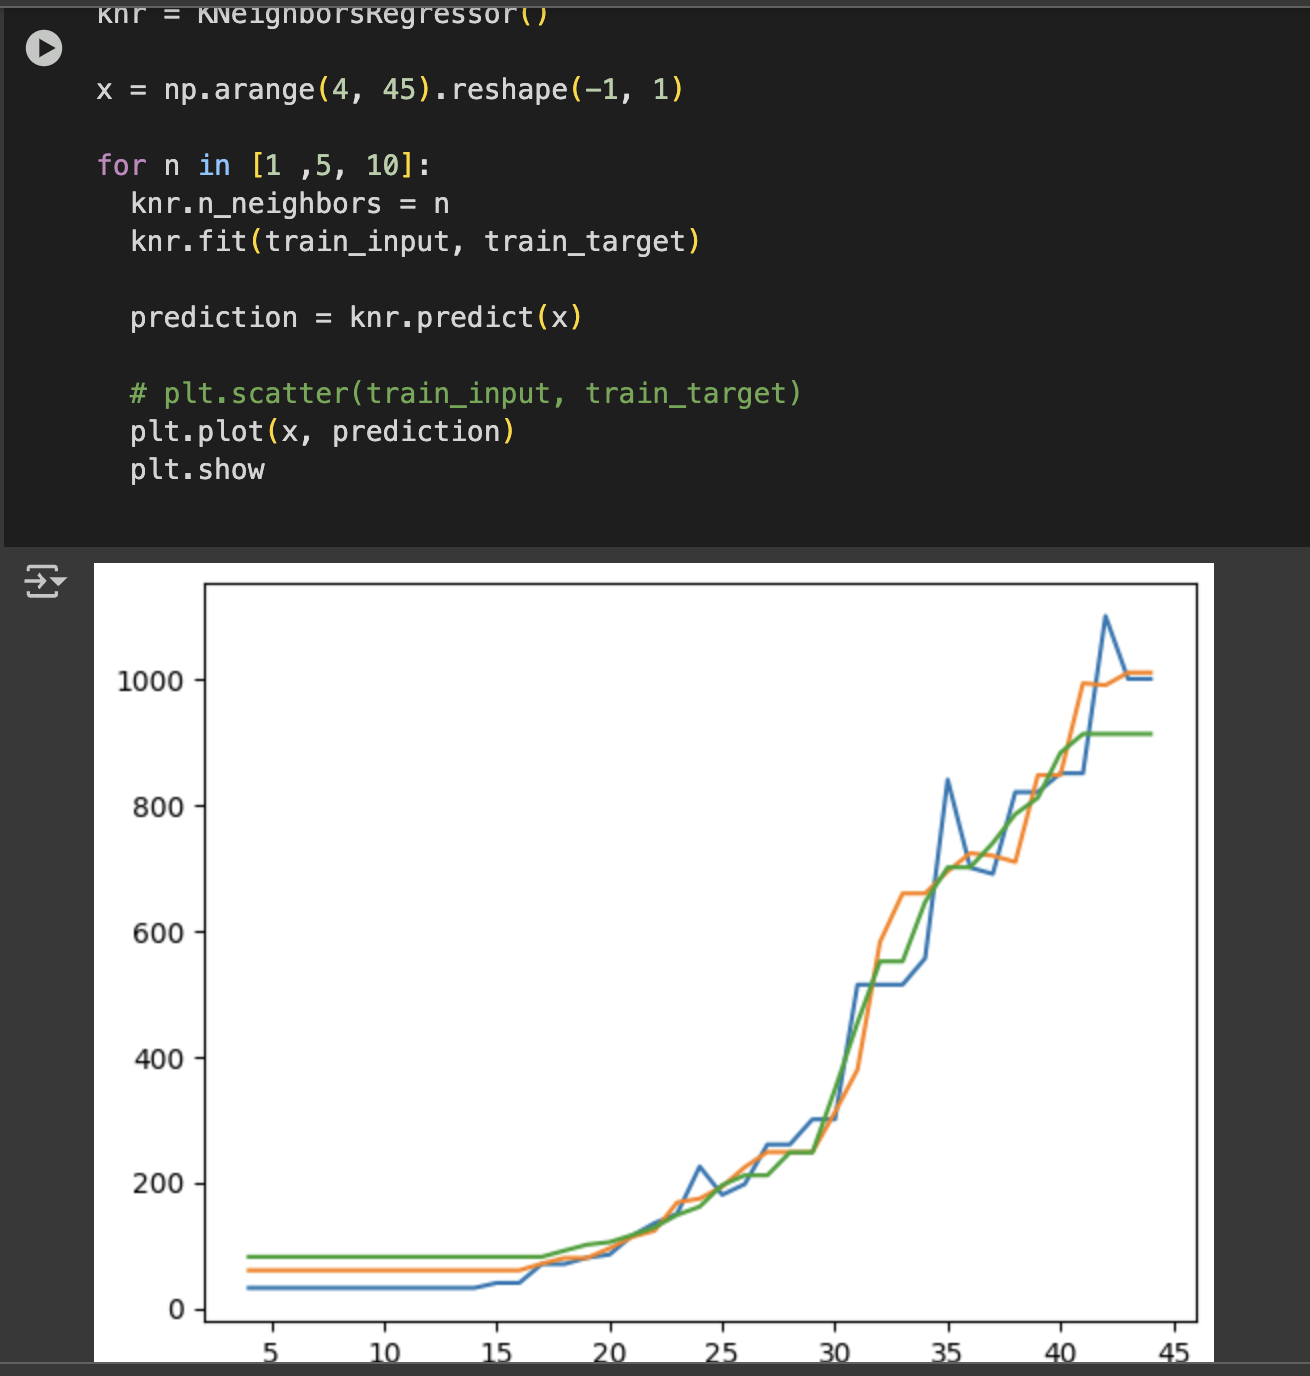 knr = KNeighborsRegressor()
x = np.arange(4, 45).reshape(-1, 1)
for n in [1 ,5, 10]:
knr.n_neighbors = n
knr.fit(train_input, train_target)
prediction = knr.predict(x)
# plt.scatter(train_input, train_target)
plt.plot(x, prediction)
plt.show
1000
800
600
400
200
0
5 10 15 20 25 30 35 40 45